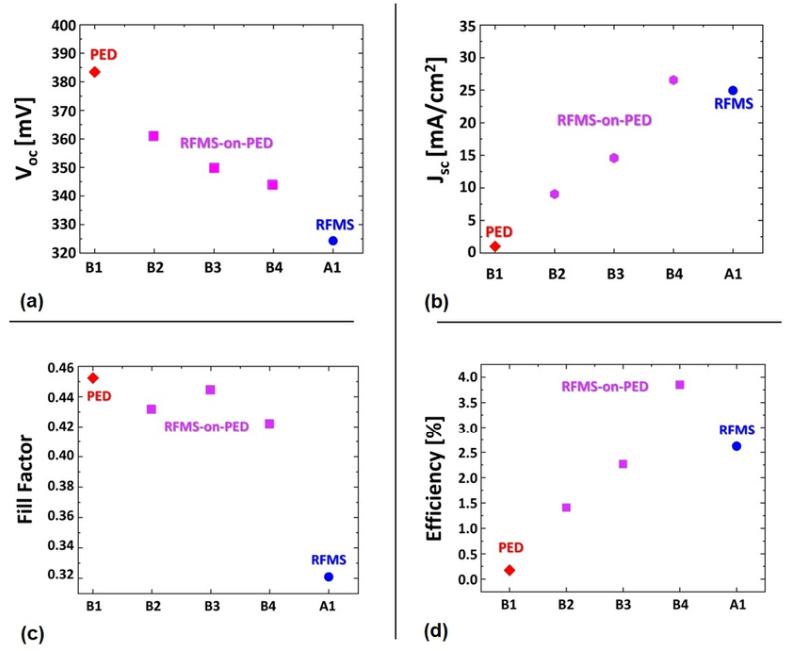 400
390
380
370
360
350
340
330
320
V_oc [mV]
PED
RFMS-on-PED
RFMS
B1 B2 B3 B4 A1
(a)
35
30
25
20
15
10
5
0
J_sc [mA/cm²]
RFMS
RFMS-on-PED
PED
B1 B2 B3 B4 A1
(b)
0.46
0.44
0.42
0.40
0.38
0.36
0.34
0.32
Fill Factor
PED
RFMS-on-PED
RFMS
B1 B2 B3 B4 A1
(c)
4.0
3.5
3.0
2.5
2.0
1.5
1.0
0.5
0.0
Efficiency [%]
RFMS-on-PED
RFMS
PED
B1 B2 B3 B4 A1
(d)